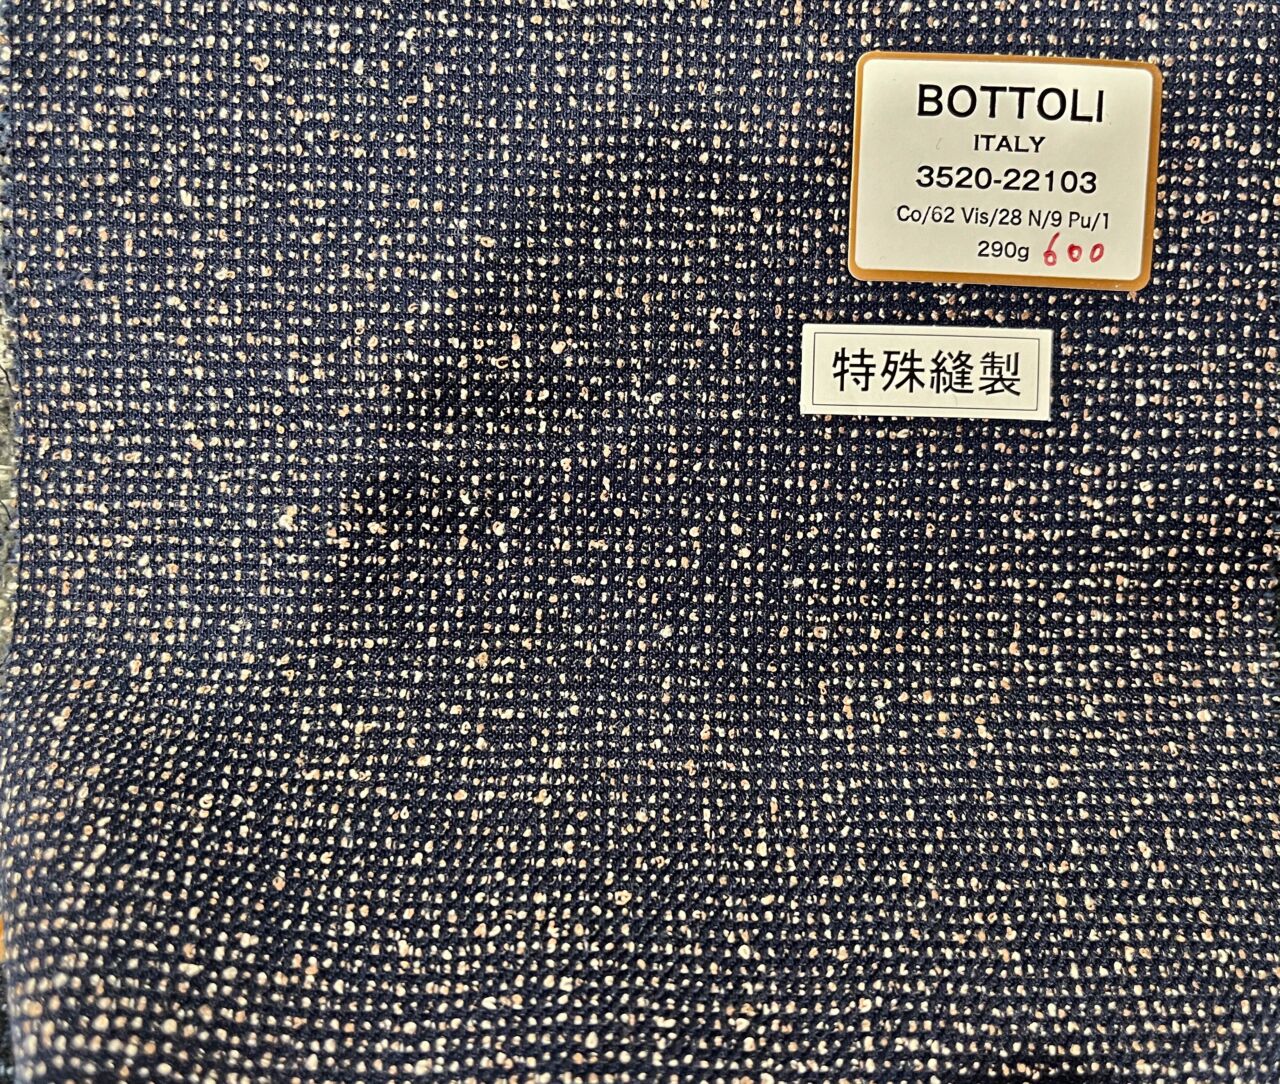 BOTTOLI
ITALY
3520-22103
Co/62 Vis/28 N/9 Pu/1
290g 600
特殊縫製